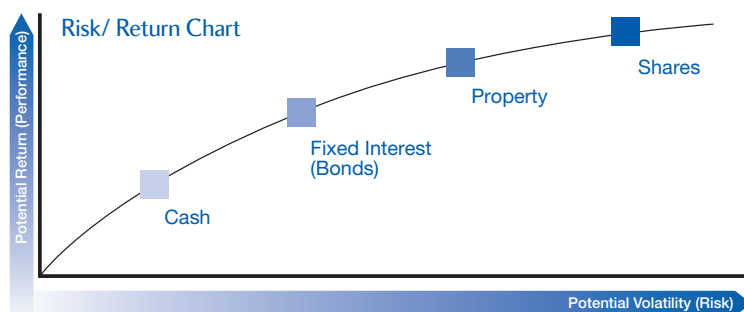 Risk/ Return Chart
Potential Return (Performance)
Shares
Property
Fixed Interest
(Bonds)
Cash
Potential Volatility (Risk)